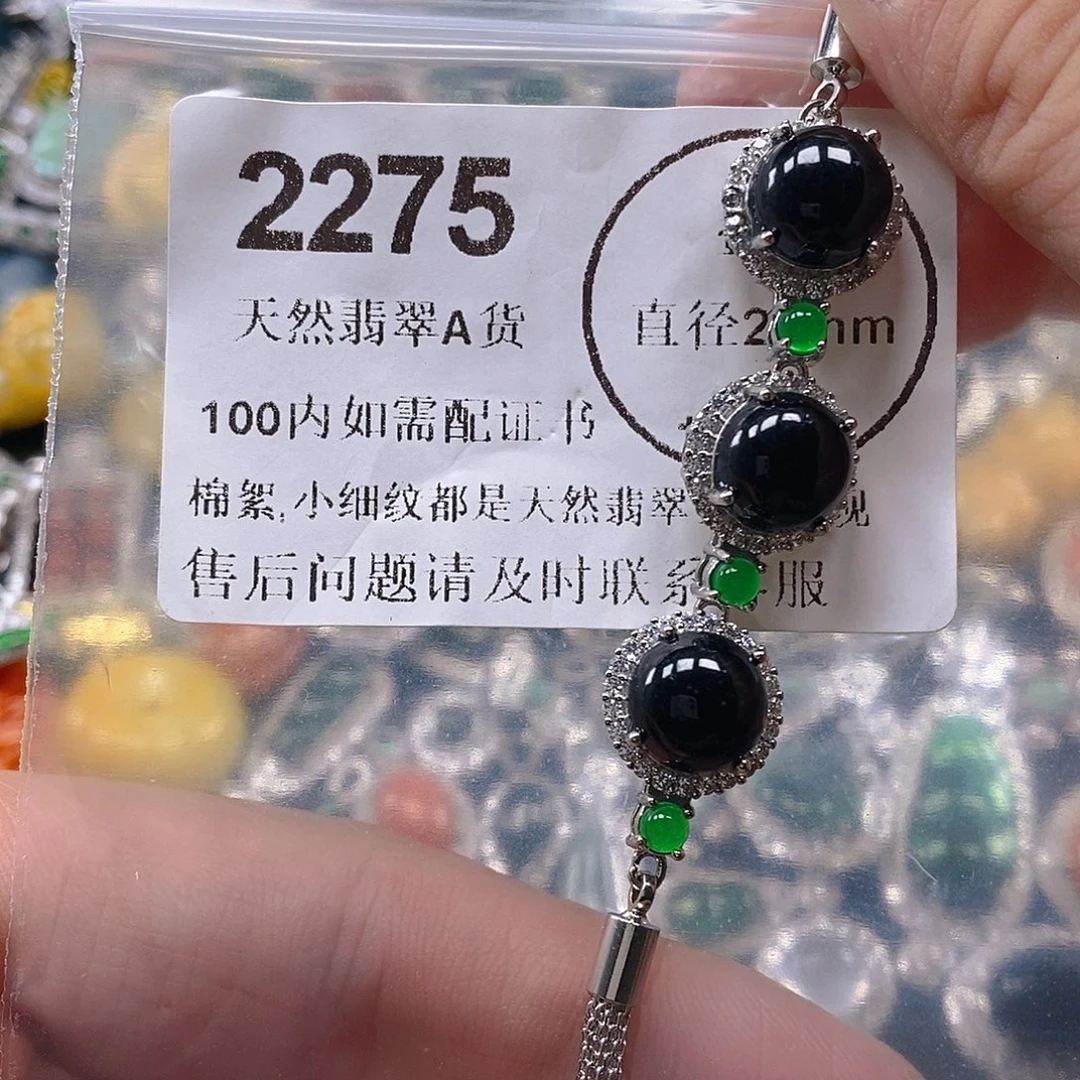 2275
天然翡翠A货 直径2 mm
100内如需配证书
棉絮,小细纹都是天然翡翠 现
售后问题请及时联系 服